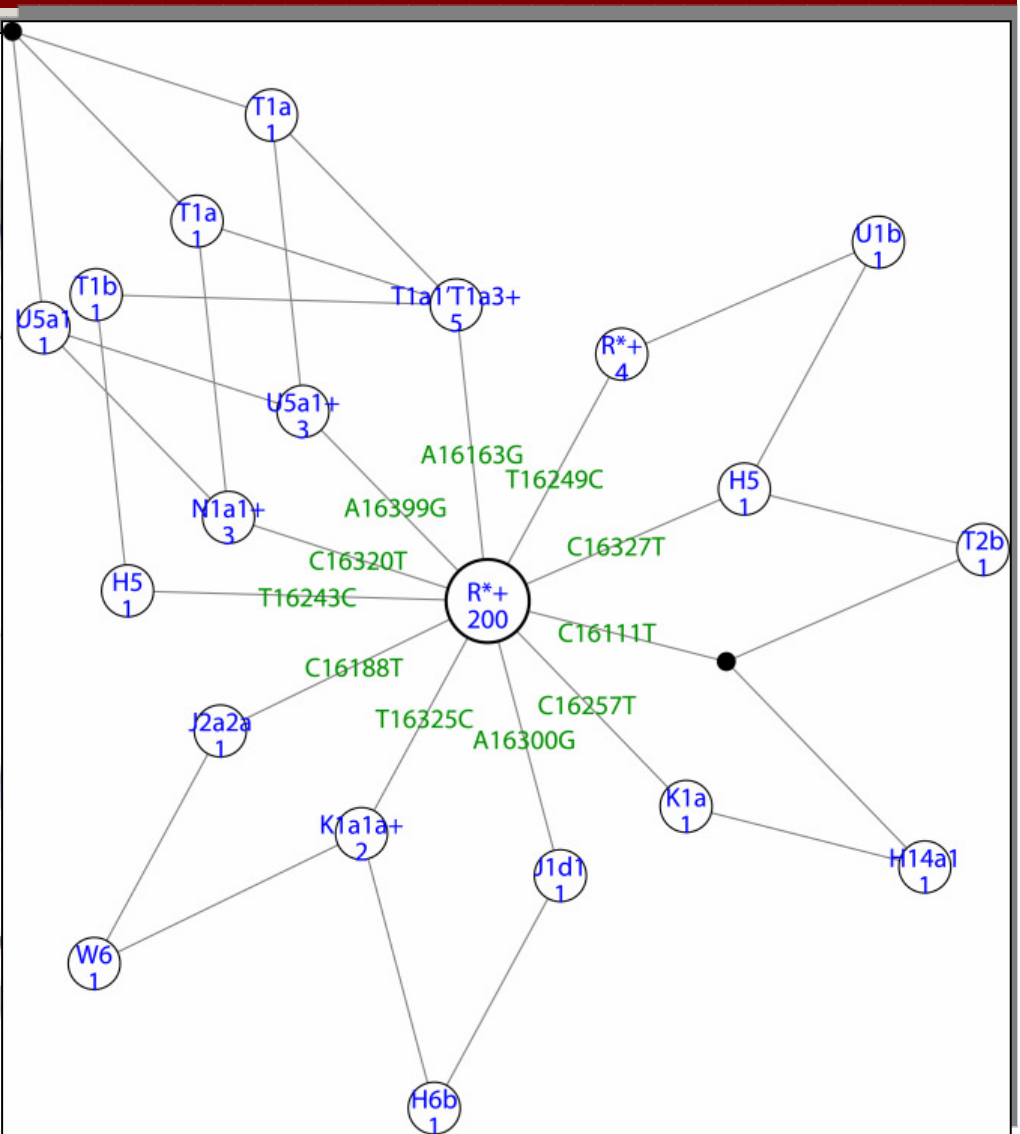 T1a
1
T1a
1
U1b
1
T1b
1
T1a1'T1a3+
5
U5a1
1
R*+
4
U5a1+
3
A16163G
T16249C
H5
1
A16399G
N1a1+
3
C16327T
T2b
1
C16320T
H5
1
T16243C
R*+
200
C16111T
C16188T
C16257T
T16325C
A16300G
J2a2a
1
K1a
1
K1a1a+
2
J1d1
1
H14a1
1
W6
1
H6b
1